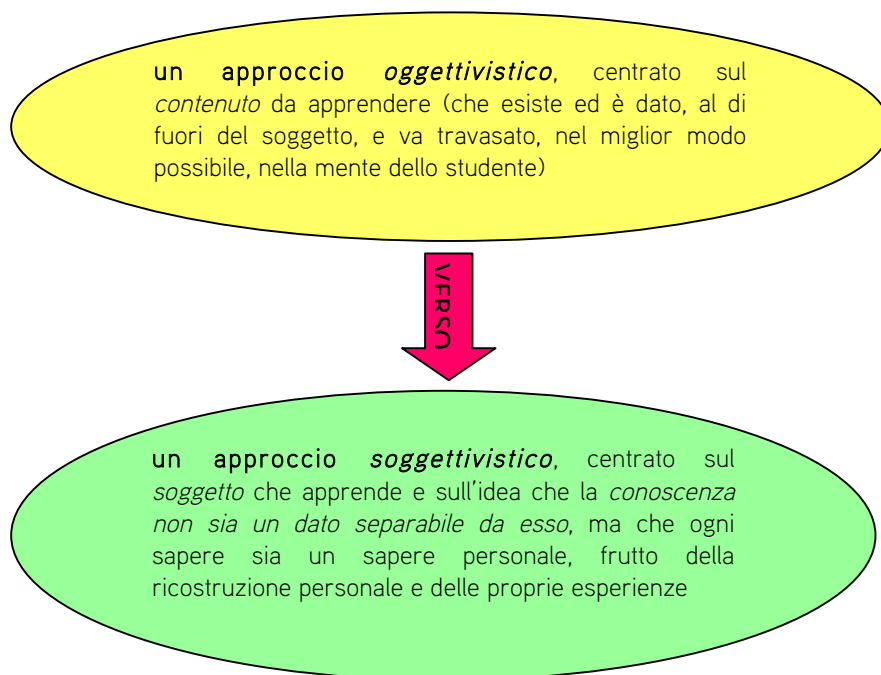 un approccio oggettivistico, centrato sul
contenuto da apprendere (che esiste ed è dato, al di
fuori del soggetto, e va travasato, nel miglior modo
possibile, nella mente dello studente)
VERSO
un approccio soggettivistico, centrato sul
soggetto che apprende e sull'idea che la conoscenza
non sia un dato separabile da esso, ma che ogni
sapere sia un sapere personale, frutto della
ricostruzione personale e delle proprie esperienze